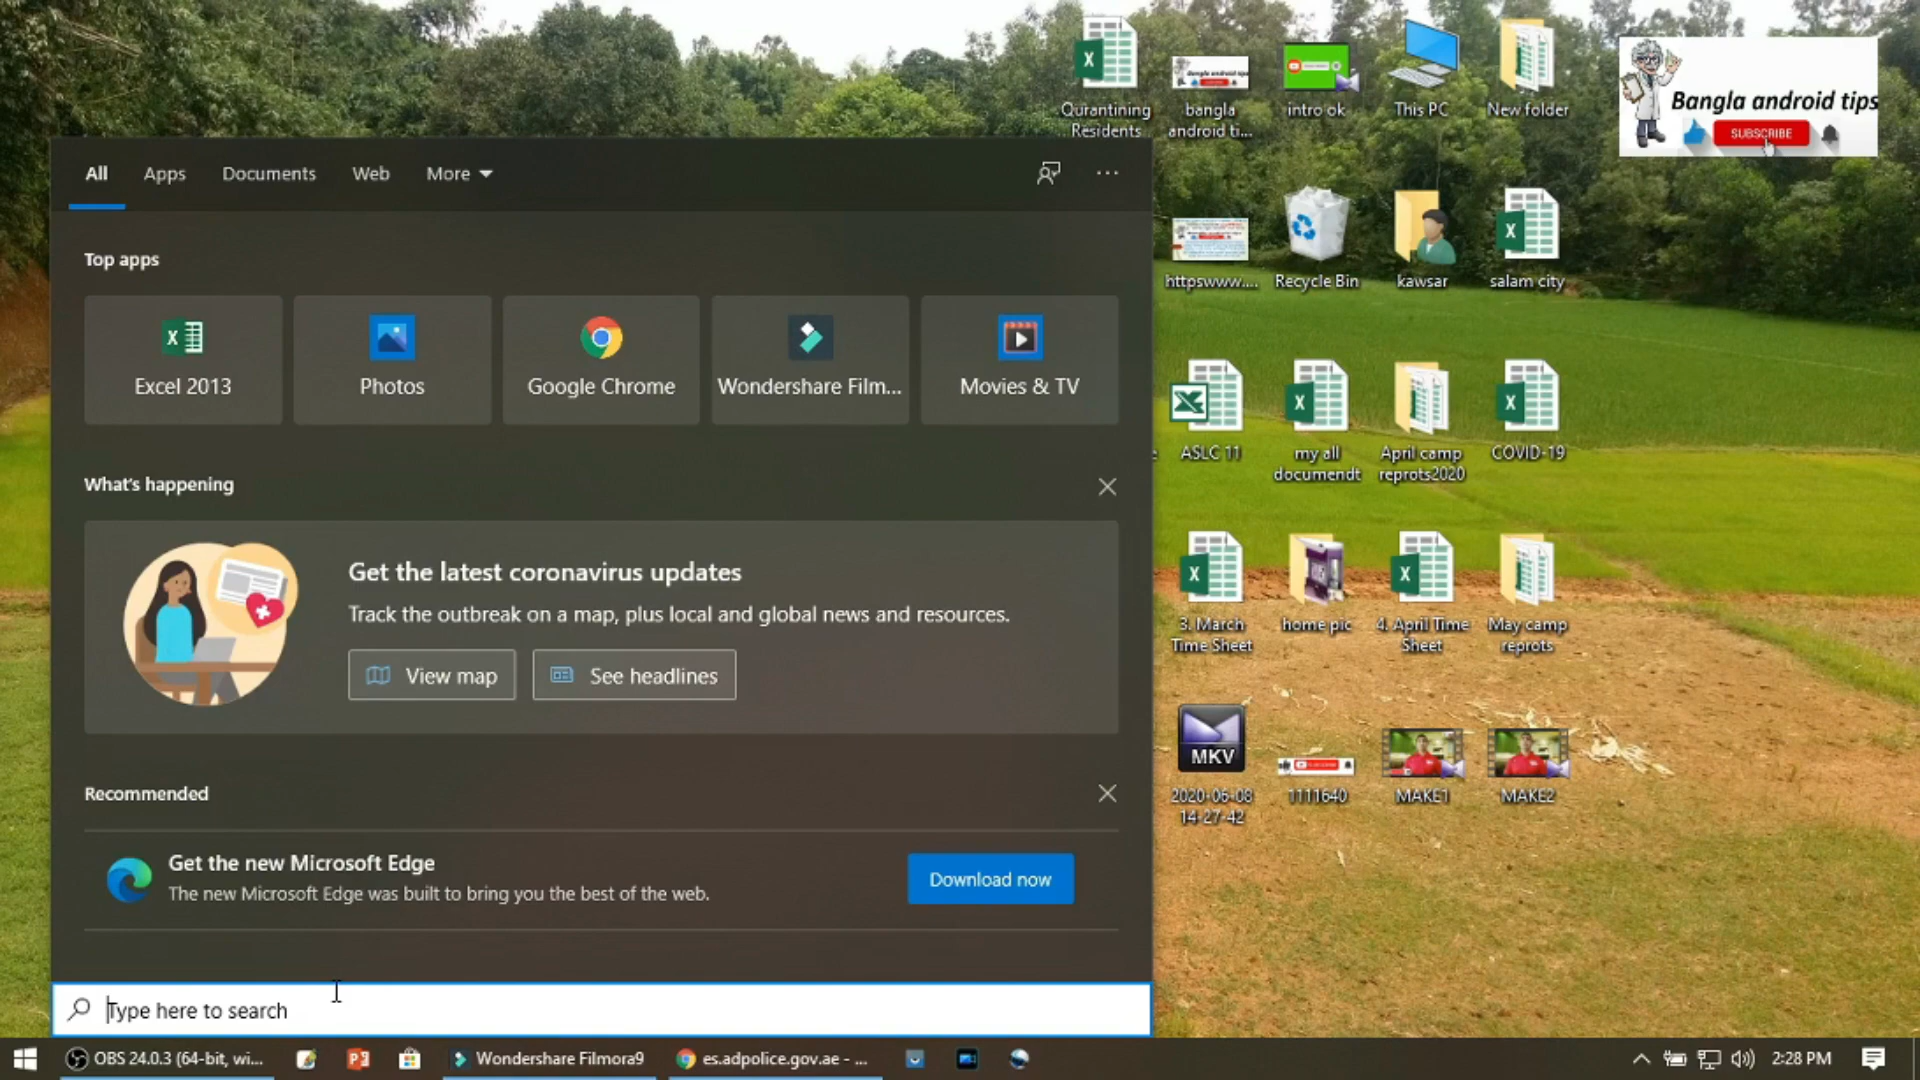 All
Apps
Documents
Web
More
Top apps
Excel 2013
Photos
Google Chrome
Wondershare Film...
Movies & TV
What's happening
Get the latest coronavirus updates
Track the outbreak on a map, plus local and global news and resources.
View map
See headlines
Recommended
Get the new Microsoft Edge
The new Microsoft Edge was built to bring you the best of the web.
Download now
Type here to search
Qurantining
Residents
bangla
android ti...
intro ok
This PC
New folder
Bangla android tips
SUBSCRIBE
httpswww....
Recycle Bin
kawsar
salam city
ASLC 11
my all
documendt
April camp
reprots2020
COVID-19
3. March
Time Sheet
home pic
4. April Time
Sheet
May camp
reprots
MKV
2020-06-08
14-27-42
1111640
MAKE1
MAKE2
OBS 24.0.3 (64-bit, wi...
Wondershare Filmora9
es.adpolice.gov.ae - ...
2:28 PM